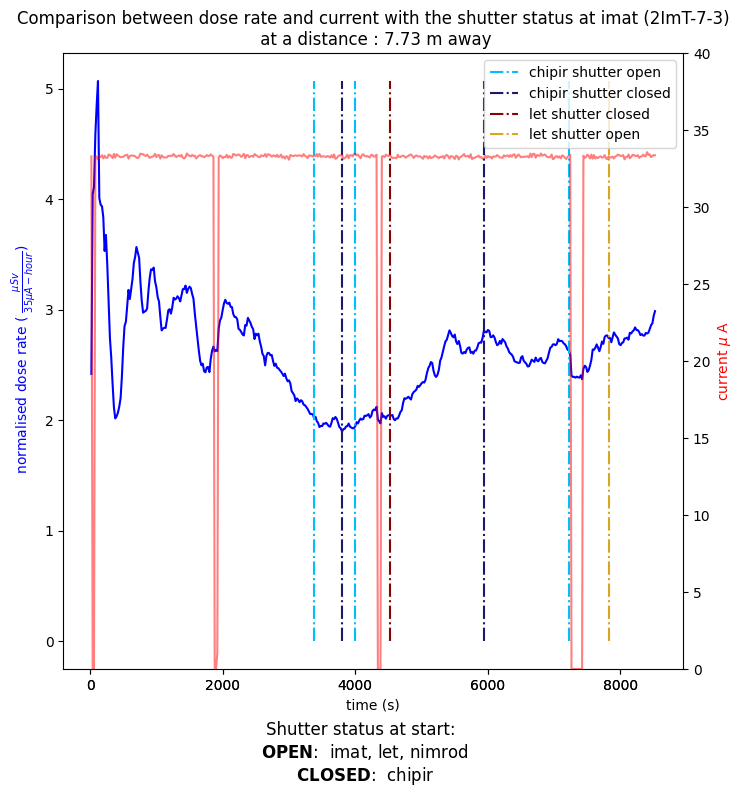 Comparison between dose rate and current with the shutter status at imat (2ImT-7-3)
at a distance : 7.73 m away
chipir shutter open
chipir shutter closed
let shutter closed
let shutter open
normalised dose rate ( μSv / 35μA − hour )
5
4
3
2
1
0
40
35
30
25
20
15
10
5
0
current μ A
0 2000 4000 6000 8000
time (s)
Shutter status at start:
OPEN: imat, let, nimrod
CLOSED: chipir